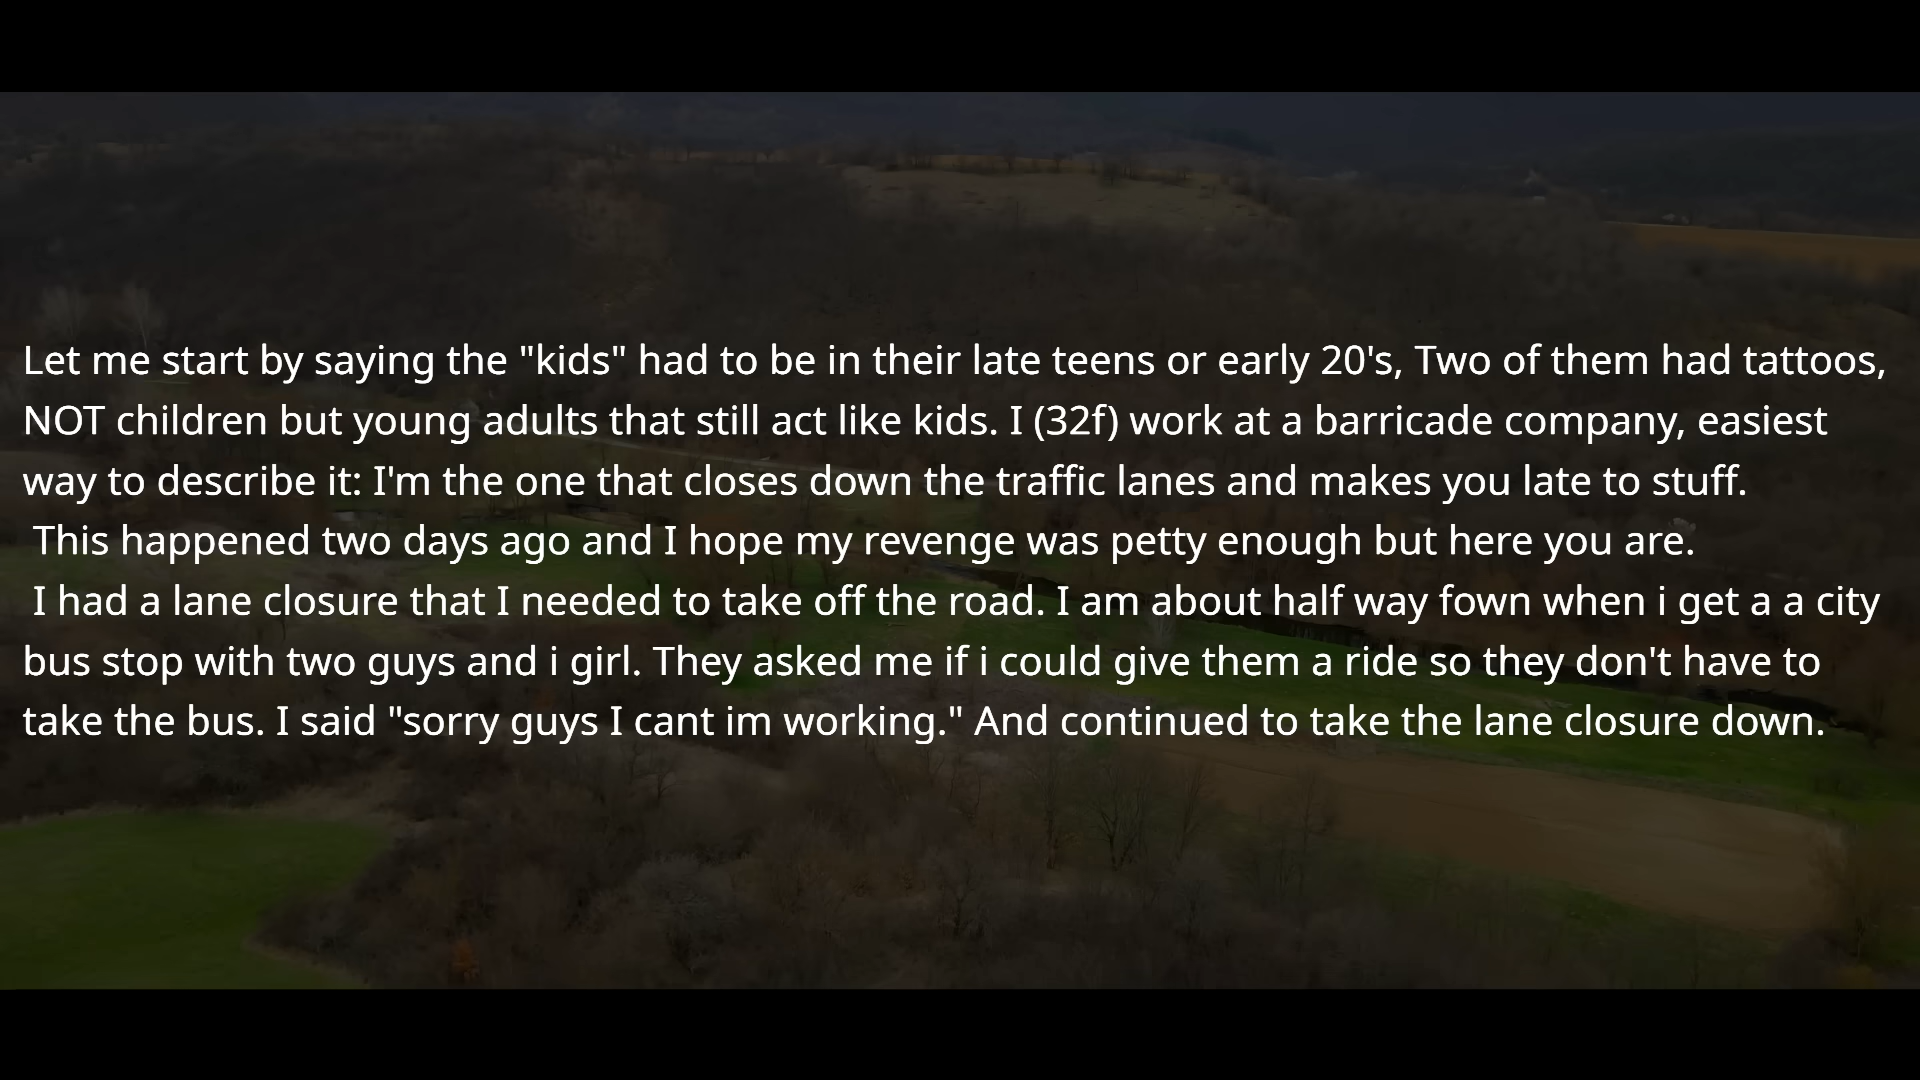 Let me start by saying the "kids" had to be in their late teens or early 20's, Two of them had tattoos,
NOT children but young adults that still act like kids. I (32f) work at a barricade company, easiest
way to describe it: I'm the one that closes down the traffic lanes and makes you late to stuff.
This happened two days ago and I hope my revenge was petty enough but here you are.
I had a lane closure that I needed to take off the road. I am about half way fown when i get a a city
bus stop with two guys and i girl. They asked me if i could give them a ride so they don't have to
take the bus. I said "sorry guys I cant im working." And continued to take the lane closure down.